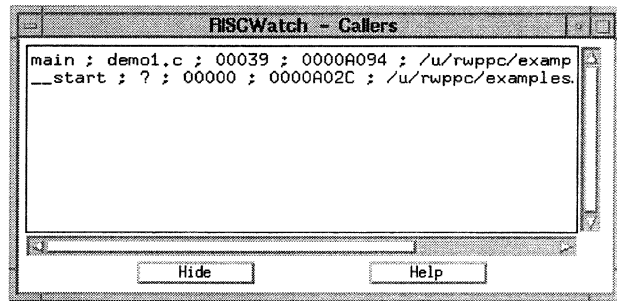 RISCWatch - Callers
main ; demo1.c ; 00039 ; 0000A094 ; /u/rwppc/examp
__start ; ? ; 00000 ; 0000A02C ; /u/rwppc/examples.
Hide Help